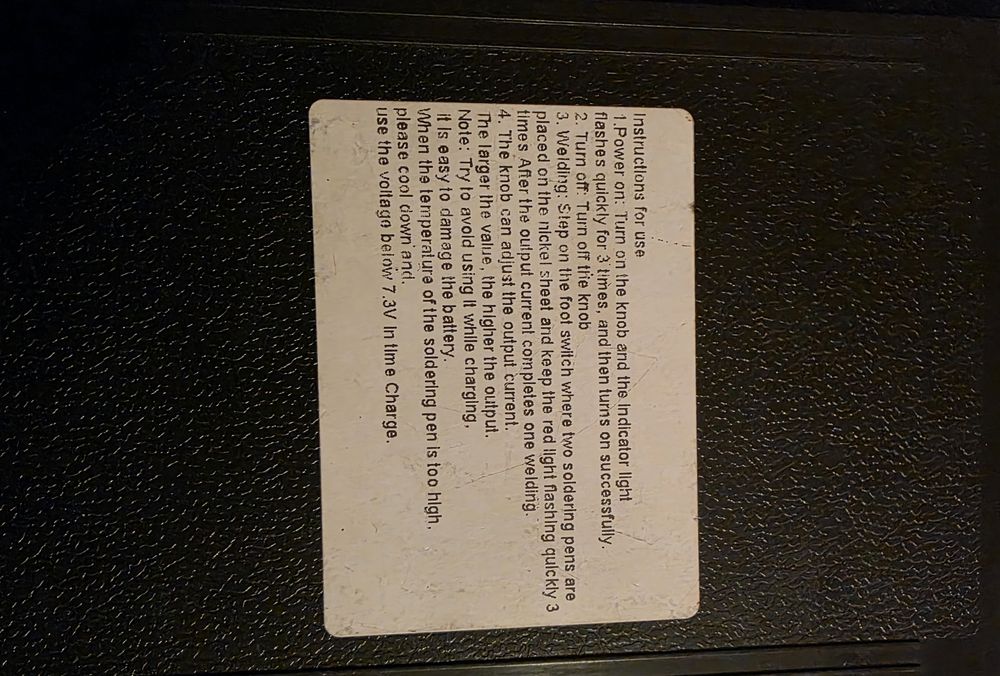 Instructions for use
1.Power on: Turn on the knob and the indicator light
flashes quickly for 3 times, and then turns on successfully.
2. Turn off: Turn off the knob
3. Welding: Step on the foot switch where two soldering pens are
placed on the nickel sheet and keep the red light flashing quickly 3
times After the output current completes one welding.
4. The knob can adjust the output current.
The larger the value, the higher the output.
Note: Try to avoid using it while charging,
it is easy to damage the battery.
When the temperature of the soldering pen is too high,
please cool down and.
use the voltage below 7.3V in time Charge.